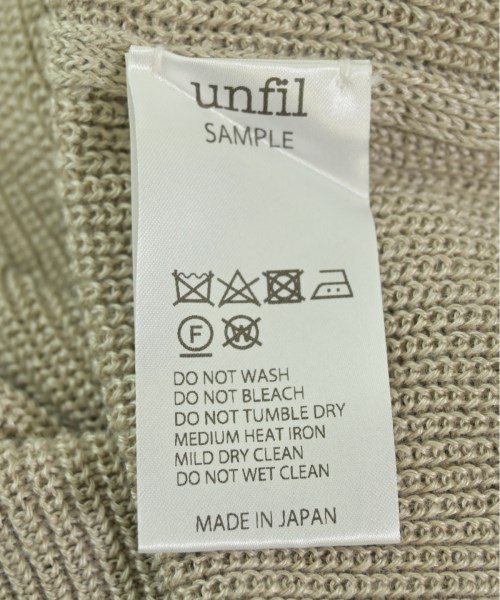 unfil
SAMPLE
F W
DO NOT WASH
DO NOT BLEACH
DO NOT TUMBLE DRY
MEDIUM HEAT IRON
MILD DRY CLEAN
DO NOT WET CLEAN
MADE IN JAPAN